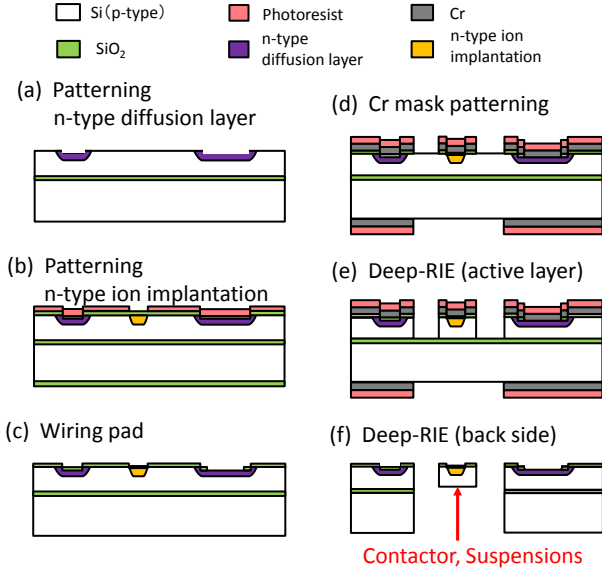 Si(p-type)
Photoresist
Cr
SiO2
n-type
diffusion layer
n-type ion
implantation
(a) Patterning
n-type diffusion layer
(b) Patterning
n-type ion implantation
(c) Wiring pad
(d) Cr mask patterning
(e) Deep-RIE (active layer)
(f) Deep-RIE (back side)
Contactor, Suspensions